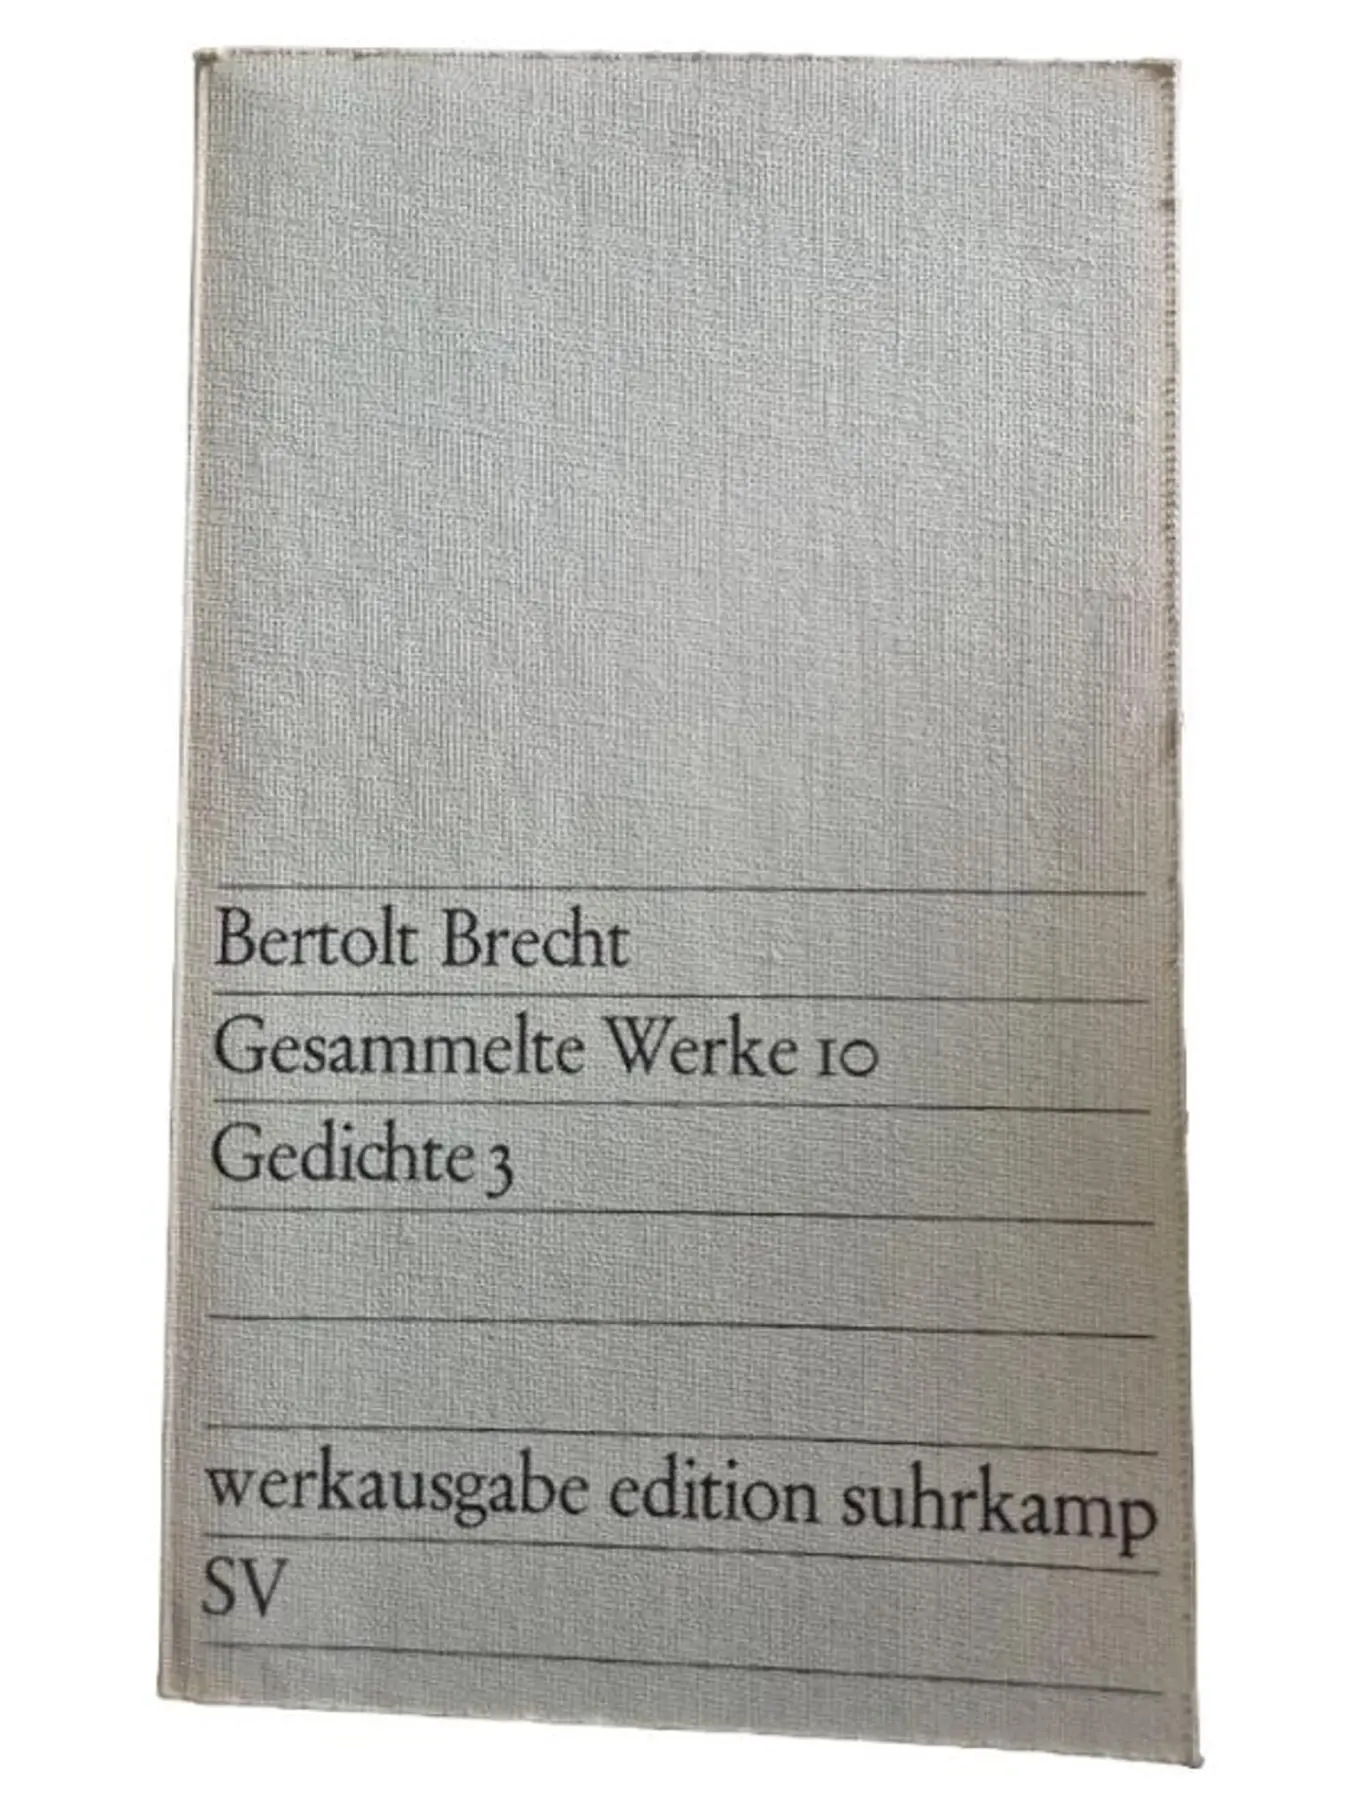 Bertolt Brecht
Gesammelte Werke 10
Gedichte 3
werkausgabe edition suhrkamp
SV